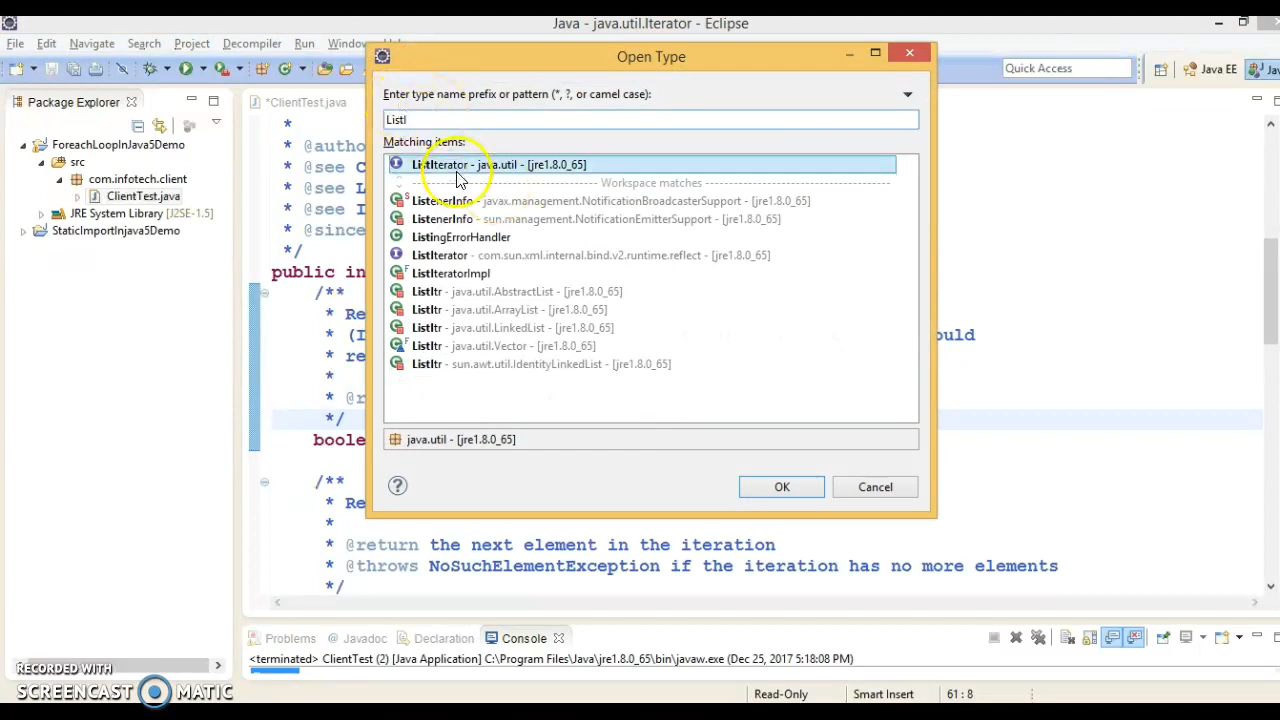 Java - java.util.Iterator - Eclipse
File Edit Navigate Search Project Decompiler Run Window
Open Type
Quick Access
Java EE
Package Explorer
*ClientTest.java
Enter type name prefix or pattern (*, ?, or camel case):
ListI
Matching items:
ListIterator - java.util - [jre1.8.0_65]
Workspace matches
ListenerInfo - javax.management.NotificationBroadcasterSupport - [jre1.8.0_65]
ListenerInfo - sun.management.NotificationEmitterSupport - [jre1.8.0_65]
ListingErrorHandler
ListIterator - com.sun.xml.internal.bind.v2.runtime.reflect - [jre1.8.0_65]
ListIteratorImpl
ListItr - java.util.AbstractList - [jre1.8.0_65]
ListItr - java.util.ArrayList - [jre1.8.0_65]
ListItr - java.util.LinkedList - [jre1.8.0_65]
ListItr - java.util.Vector - [jre1.8.0_65]
ListItr - sun.awt.util.IdentityLinkedList - [jre1.8.0_65]
java.util - [jre1.8.0_65]
OK
Cancel
ForeachLoopInJava5Demo
src
com.infotech.client
ClientTest.java
JRE System Library [J2SE-1.5]
StaticImportInjava5Demo
*
* @autho
* @see C
* @see L
* @see I
* @since
*/
public in
/**
* Re
* (I
* re
*
* @r
*/
boole
/**
* Re
*
* @return the next element in the iteration
* @throws NoSuchElementException if the iteration has no more elements
*/
Problems @ Javadoc Declaration Console
<terminated> ClientTest (2) [Java Application] C:\Program Files\Java\jre1.8.0_65\bin\javaw.exe (Dec 25, 2017 5:18:08 PM)
Read-Only
Smart Insert
61 : 8
RECORDED WITH
SCREENCAST MATIC